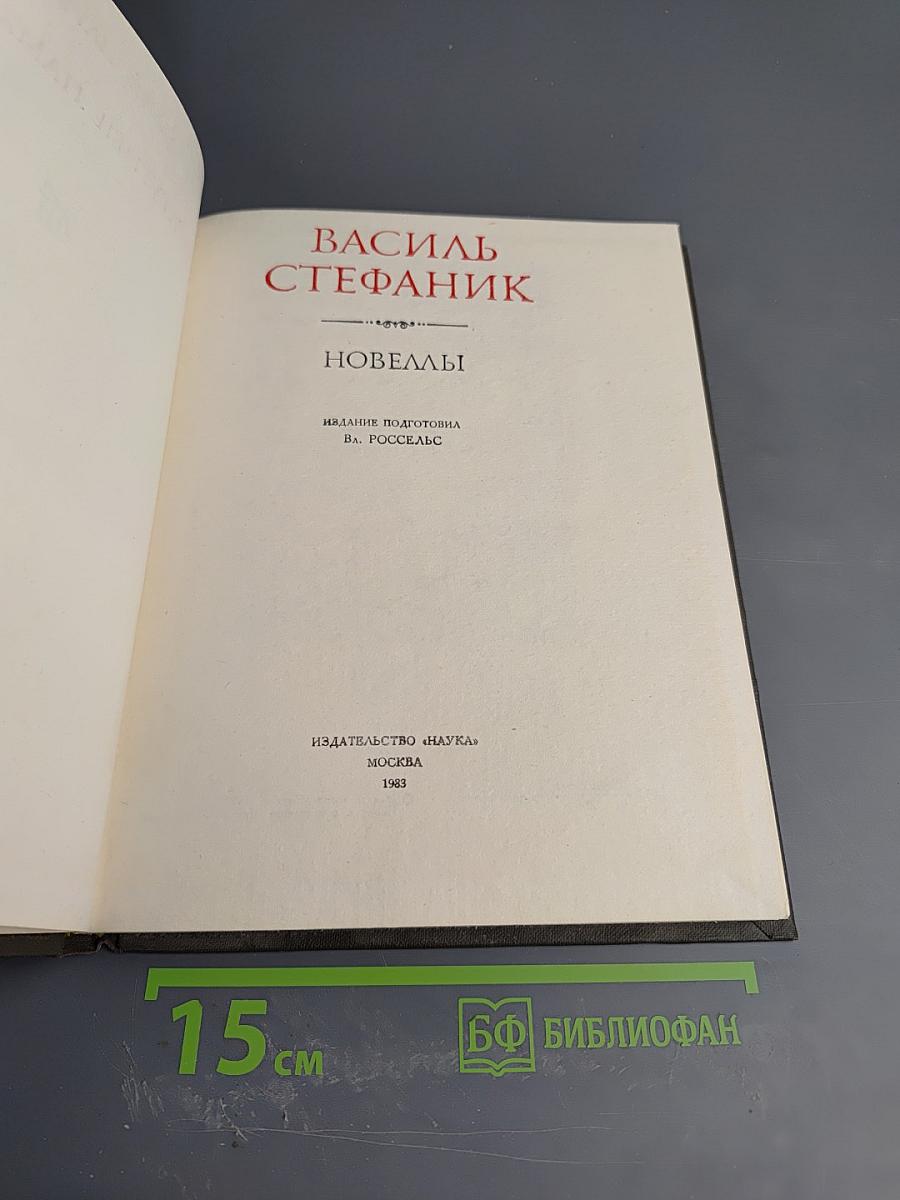 ВАСИЛЬ
СТЕФАНИК
НОВЕЛЛЫ
ИЗДАНИЕ ПОДГОТОВИЛ
Вл. РОССЕЛЬС
ИЗДАТЕЛЬСТВО «НАУКА»
МОСКВА
1983
15 см
БФ БИБЛИОФАН